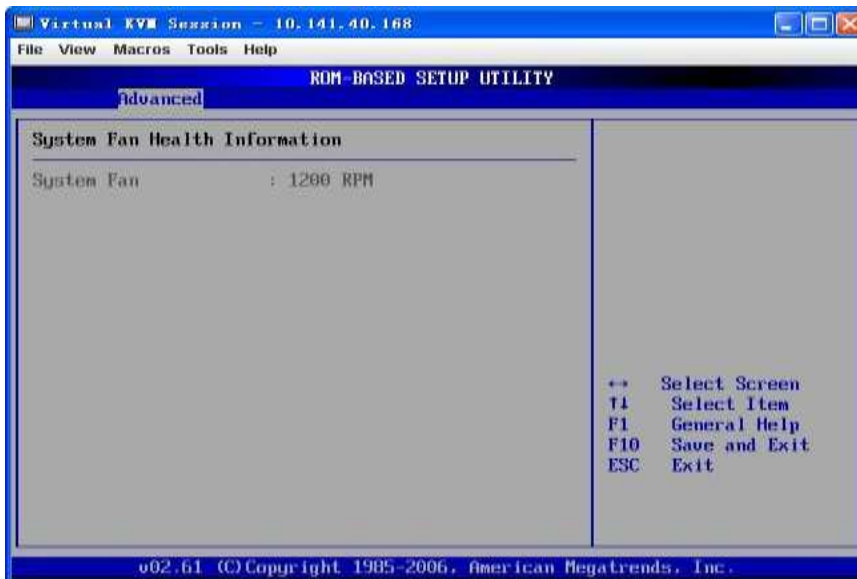 Virtual KVM Session - 10.141.40.168
File View Macros Tools Help
ROM-BASED SETUP UTILITY
Advanced
System Fan Health Information
System Fan : 1200 RPM
↔ Select Screen
↑↓ Select Item
F1 General Help
F10 Save and Exit
ESC Exit
v02.61 (C)Copyright 1985-2006, American Megatrends, Inc.